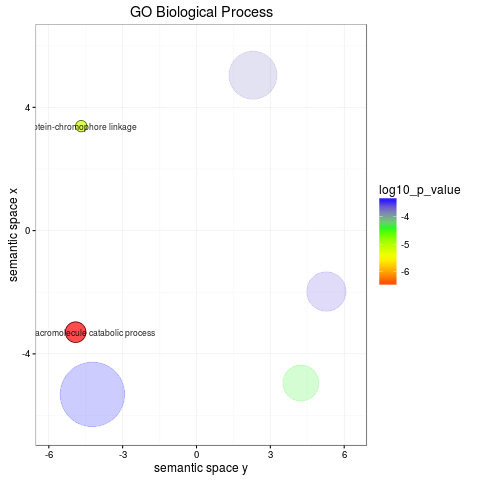 GO Biological Process
otein-chromophore linkage
acromolecule catabolic process
4
0
-4
-6
-3
0
3
6
semantic space x
semantic space y
log10_p_value
-4
-5
-6